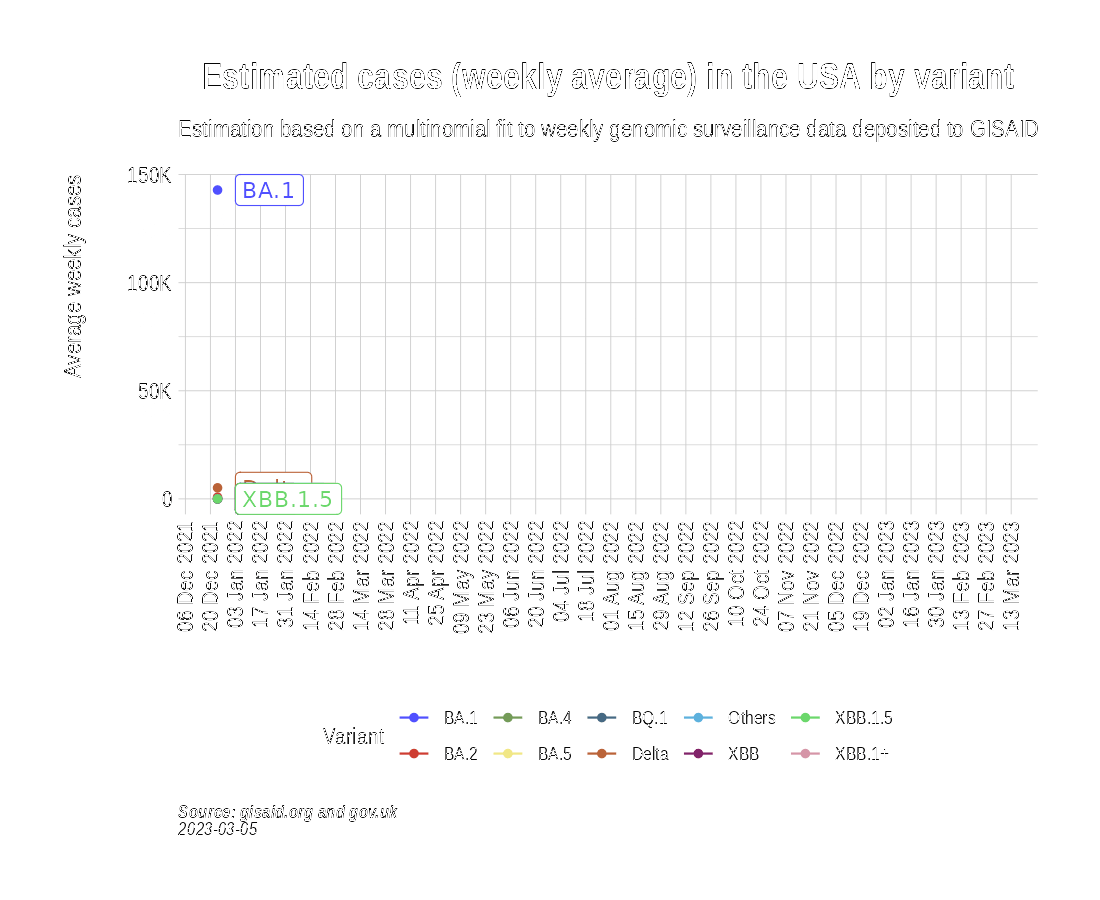 Estimated cases (weekly average) in the USA by variant
Estimation based on a multinomial fit to weekly genomic surveillance data deposited to GISAID
Average weekly cases
150K
100K
50K
0
BA.1
Delta
XBB.1.5
06 Dec 2021
20 Dec 2021
03 Jan 2022
17 Jan 2022
31 Jan 2022
14 Feb 2022
28 Feb 2022
14 Mar 2022
28 Mar 2022
11 Apr 2022
25 Apr 2022
09 May 2022
23 May 2022
06 Jun 2022
20 Jun 2022
04 Jul 2022
18 Jul 2022
01 Aug 2022
15 Aug 2022
29 Aug 2022
12 Sep 2022
26 Sep 2022
10 Oct 2022
24 Oct 2022
07 Nov 2022
21 Nov 2022
05 Dec 2022
19 Dec 2022
02 Jan 2023
16 Jan 2023
30 Jan 2023
13 Feb 2023
27 Feb 2023
13 Mar 2023
Variant
BA.1 BA.4 BQ.1 Others XBB.1.5
BA.2 BA.5 Delta XBB XBB.1+
Source: gisaid.org and gov.uk
2023-03-05